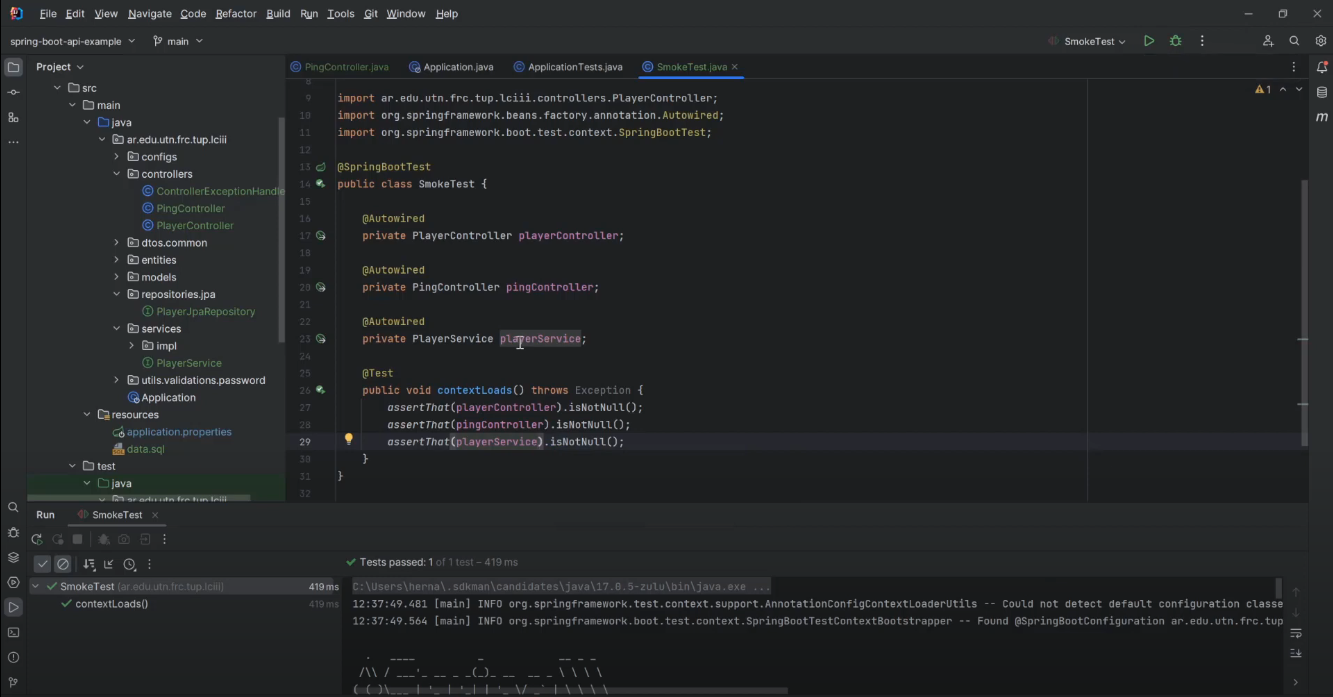 File Edit View Navigate Code Refactor Build Run Tools Git Window Help
spring-boot-api-example main SmokeTest
Project
PingController.java Application.java ApplicationTests.java SmokeTest.java
src
main
java
ar.edu.utn.frc.tup.lciii
configs
controllers
ControllerExceptionHandle
PingController
PlayerController
dtos.common
entities
models
repositories.jpa
PlayerJpaRepository
services
impl
PlayerService
utils.validations.password
Application
resources
application.properties
data.sql
test
java
ar.edu.utn.frc.tup.lciii
1
8
9 import ar.edu.utn.frc.tup.lciii.controllers.PlayerController;
10 import org.springframework.beans.factory.annotation.Autowired;
11 import org.springframework.boot.test.context.SpringBootTest;
12
13 @SpringBootTest
14 public class SmokeTest {
15
16 @Autowired
17 private PlayerController playerController;
18
19 @Autowired
20 private PingController pingController;
21
22 @Autowired
23 private PlayerService playerService;
24
25 @Test
26 public void contextLoads() throws Exception {
27 assertThat(playerController).isNotNull();
28 assertThat(pingController).isNotNull();
29 assertThat(playerService).isNotNull();
30 }
31 }
32
m
Run SmokeTest
Tests passed: 1 of 1 test – 419 ms
SmokeTest (ar.edu.utn.frc.tup.lciii) 419 ms
contextLoads() 419 ms
C:\Users\herna\.sdkman\candidates\java\17.0.5-zulu\bin\java.exe ...
12:37:49.481 [main] INFO org.springframework.test.context.support.AnnotationConfigContextLoaderUtils -- Could not detect default configuration classe
12:37:49.564 [main] INFO org.springframework.boot.test.context.SpringBootTestContextBootstrapper -- Found @SpringBootConfiguration ar.edu.utn.frc.tup